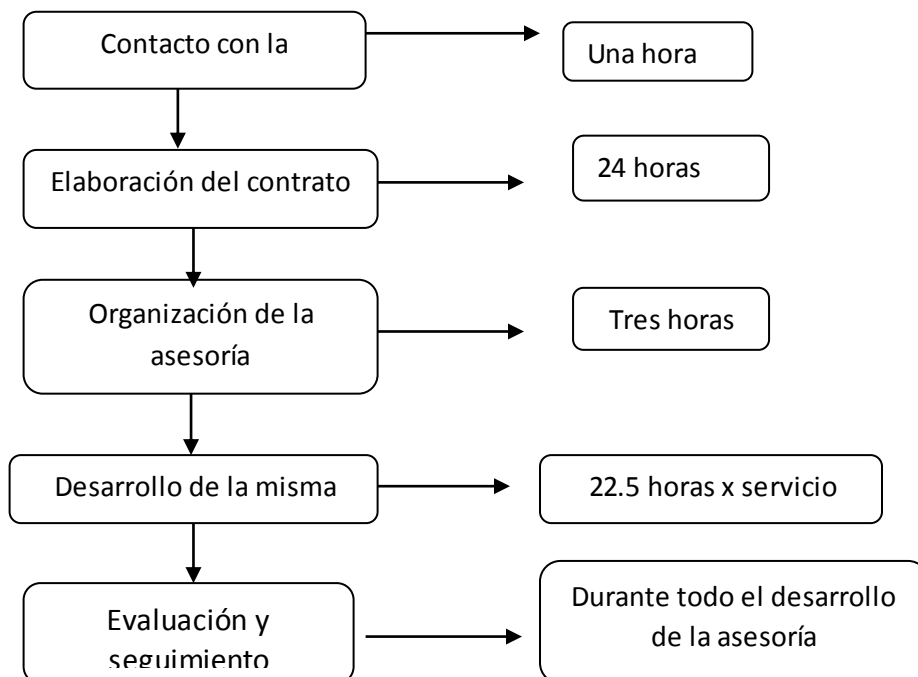 Contacto con la
Una hora
Elaboración del contrato
24 horas
Organización de la
asesoría
Tres horas
Desarrollo de la misma
22.5 horas x servicio
Evaluación y
seguimiento
Durante todo el desarrollo
de la asesoría